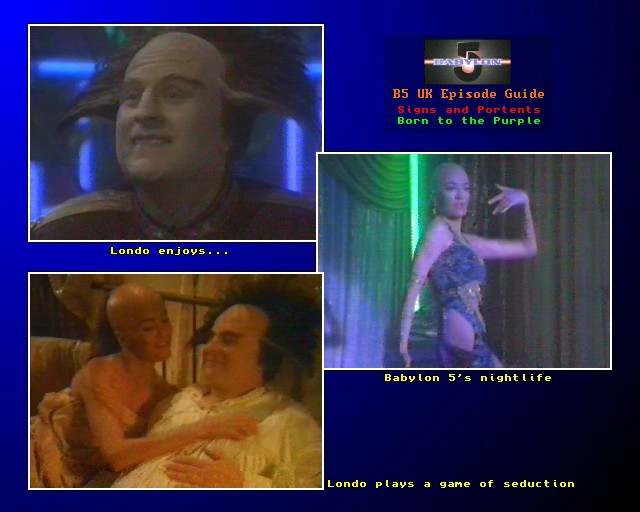 BABYLON
5
B5 UK Episode Guide
Signs and Portents
Born to the Purple
Londo enjoys...
Babylon 5's nightlife
Londo plays a game of seduction